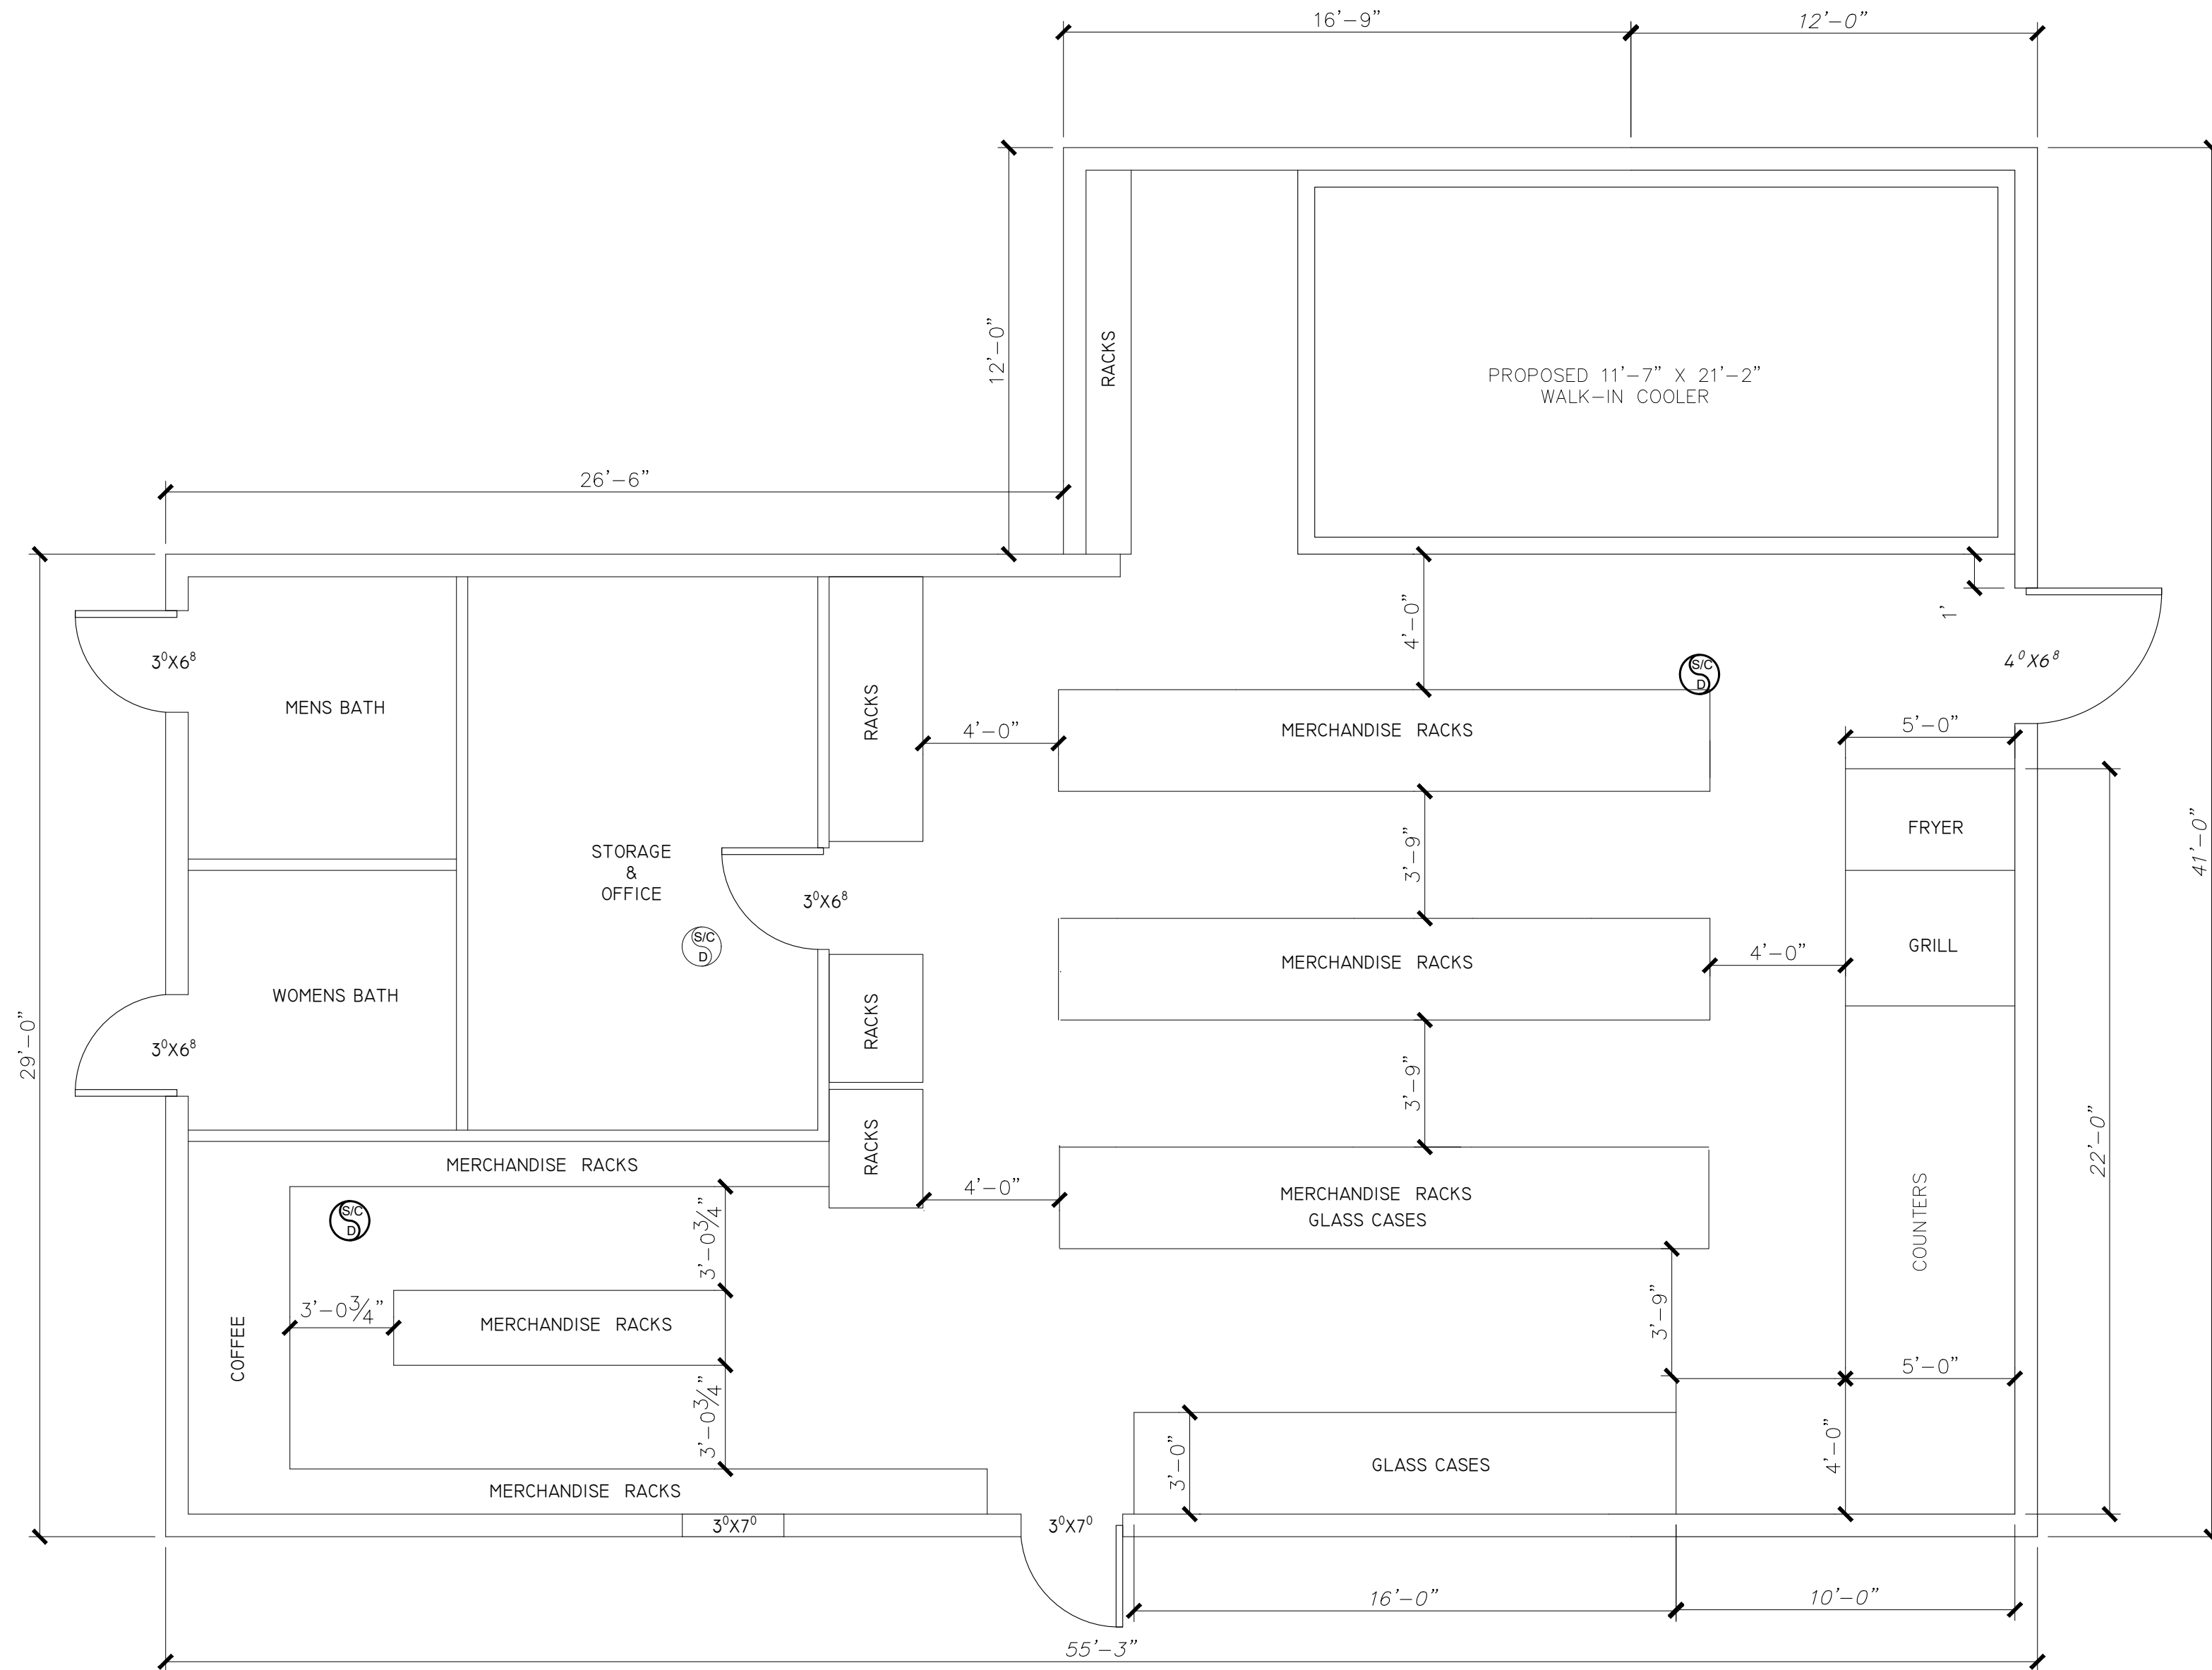 16'-9"
12'-0"
12'-0"
RACKS
PROPOSED 11'-7" X 21'-2"
WALK-IN COOLER
26'-6"
4'-0"
1'
3⁰X6⁸
MENS BATH
RACKS
4'-0"
MERCHANDISE RACKS
S/C
D
4⁰X6⁸
5'-0"
STORAGE
&
OFFICE
3⁰X6⁸
S/C
D
3'-9"
FRYER
41'-0"
MERCHANDISE RACKS
4'-0"
GRILL
WOMENS BATH
3⁰X6⁸
29'-0"
RACKS
3'-9"
22'-0"
RACKS
MERCHANDISE RACKS
4'-0"
MERCHANDISE RACKS
GLASS CASES
COUNTERS
S/C
D
3'-0¾"
3'-0¾"
MERCHANDISE RACKS
COFFEE
3'-0¾"
3'-9"
5'-0"
4'-0"
3'-0"
GLASS CASES
MERCHANDISE RACKS
3⁰X7⁰
3⁰X7⁰
16'-0"
10'-0"
55'-3"